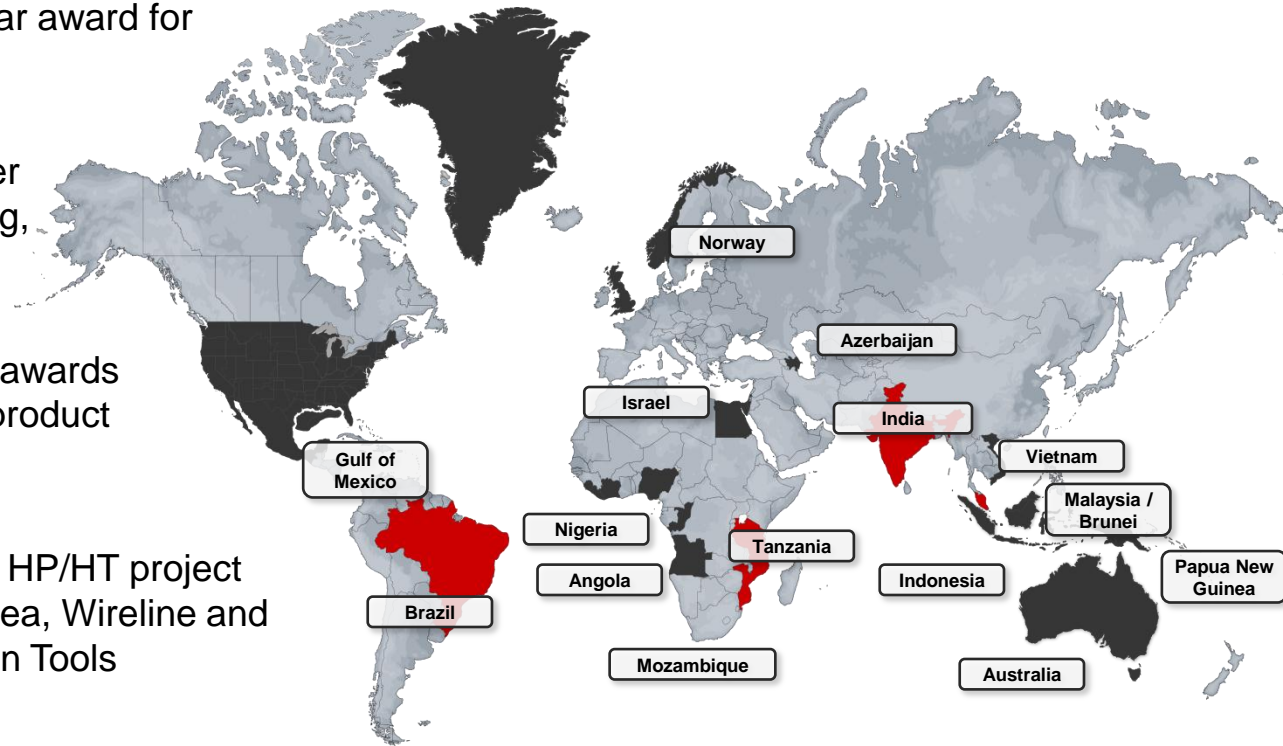 ar award for
er
g,
awards
product
HP/HT project
ea, Wireline and
n Tools
Norway
Azerbaijan
Israel
India
Gulf of
Mexico
Vietnam
Malaysia /
Brunei
Nigeria
Tanzania
Angola
Indonesia
Papua New
Guinea
Brazil
Mozambique
Australia